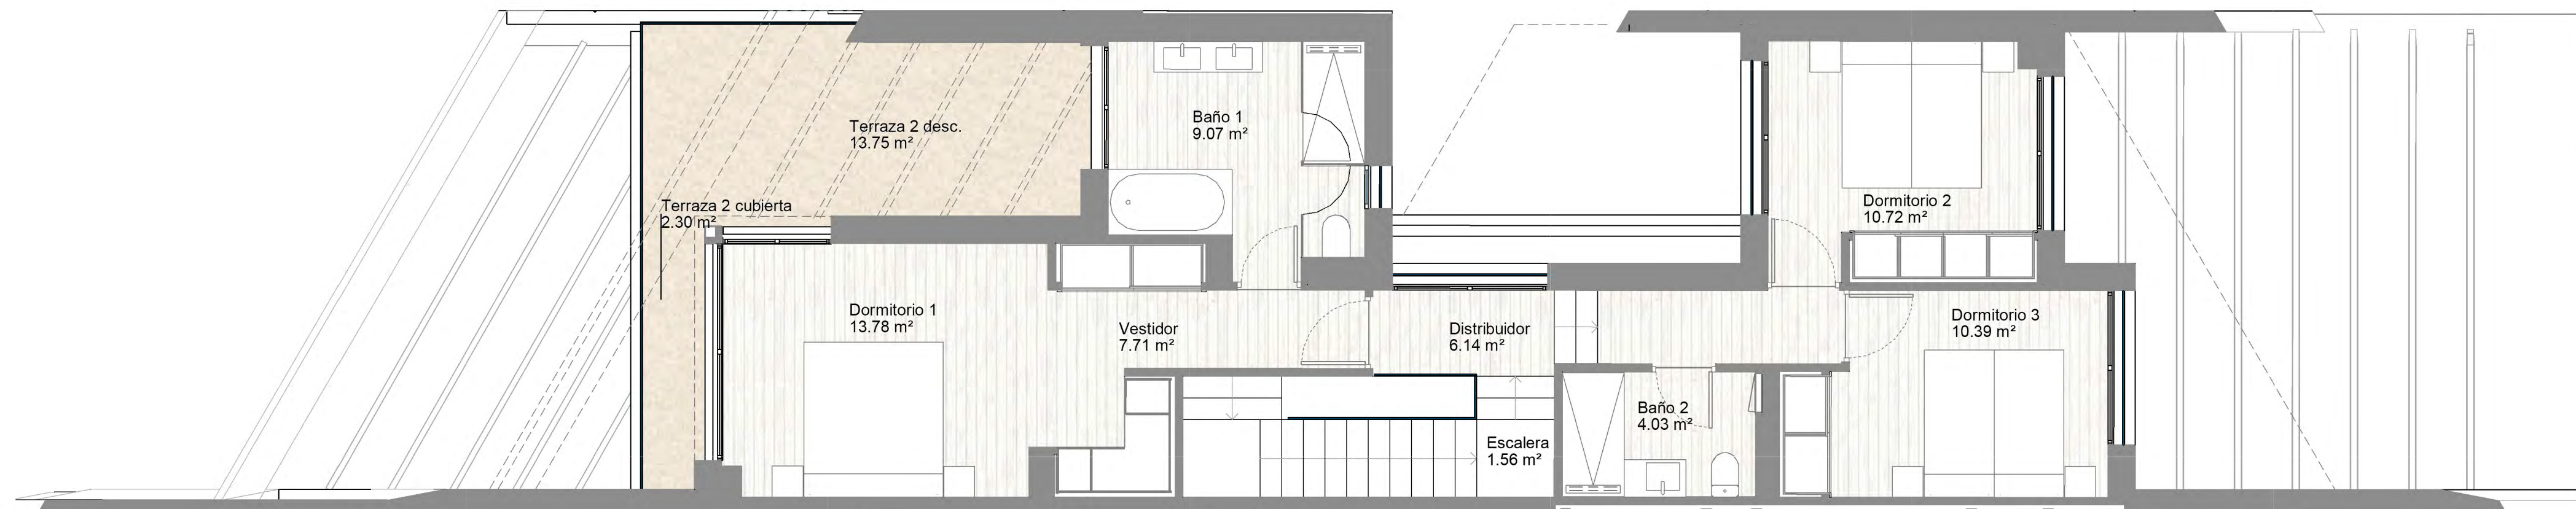 Terraza 2 desc.
13.75 m²
Terraza 2 cubierta
2.30 m²
Baño 1
9.07 m²
Dormitorio 1
13.78 m²
Vestidor
7.71 m²
Distribuidor
6.14 m²
Escalera
1.56 m²
Baño 2
4.03 m²
Dormitorio 2
10.72 m²
Dormitorio 3
10.39 m²